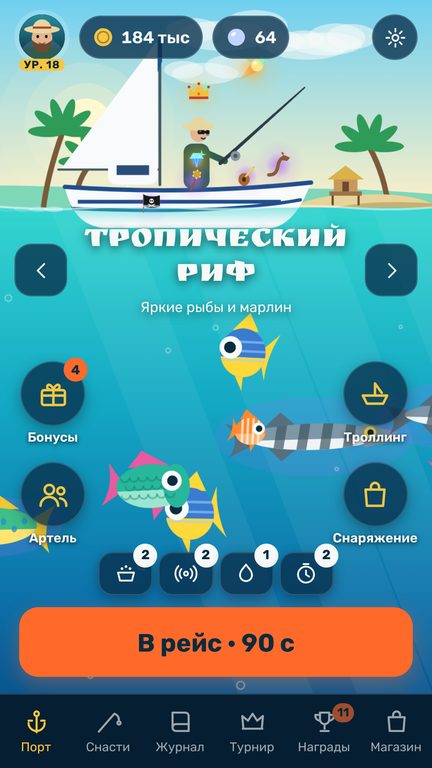 184 тыс
64
УР. 18
ТРОПИЧЕСКИЙ
РИФ
Яркие рыбы и марлин
4
Бонусы
Троллинг
Артель
Снаряжение
2
2
1
2
В рейс • 90 с
11
Порт
Снасти
Журнал
Турнир
Награды
Магазин